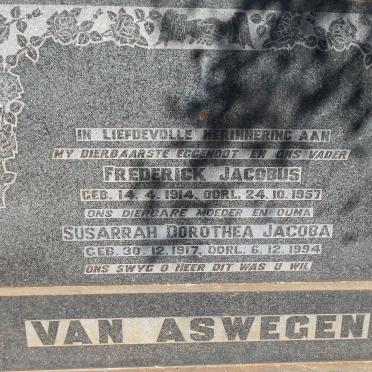 IN LIEFDEVOLLE HERINNERING AAN
MY DIERBAARSTE EGGENOOT EN ONS VADER
FREDERICK JACOBUS
GEB. 14. 4. 1914. OORL. 24. 10. 1957
ONS DIERBARE MOEDER EN OUMA
SUSARRAH DOROTHEA JACOBA
GEB. 30. 12. 1917, OORL. 6. 12. 1994
ONS SWYG O HEER DIT WAS U WIL
VAN ASWEGEN